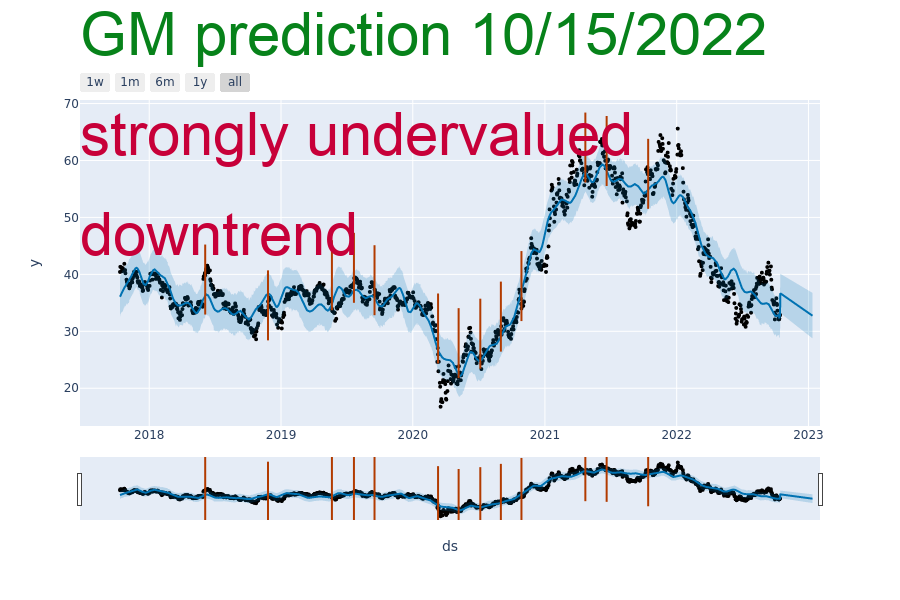 GM prediction 10/15/2022
1w 1m 6m 1y all
70
strongly undervalued
60
50
downtrend
y
40
30
20
2018 2019 2020 2021 2022 2023
ds